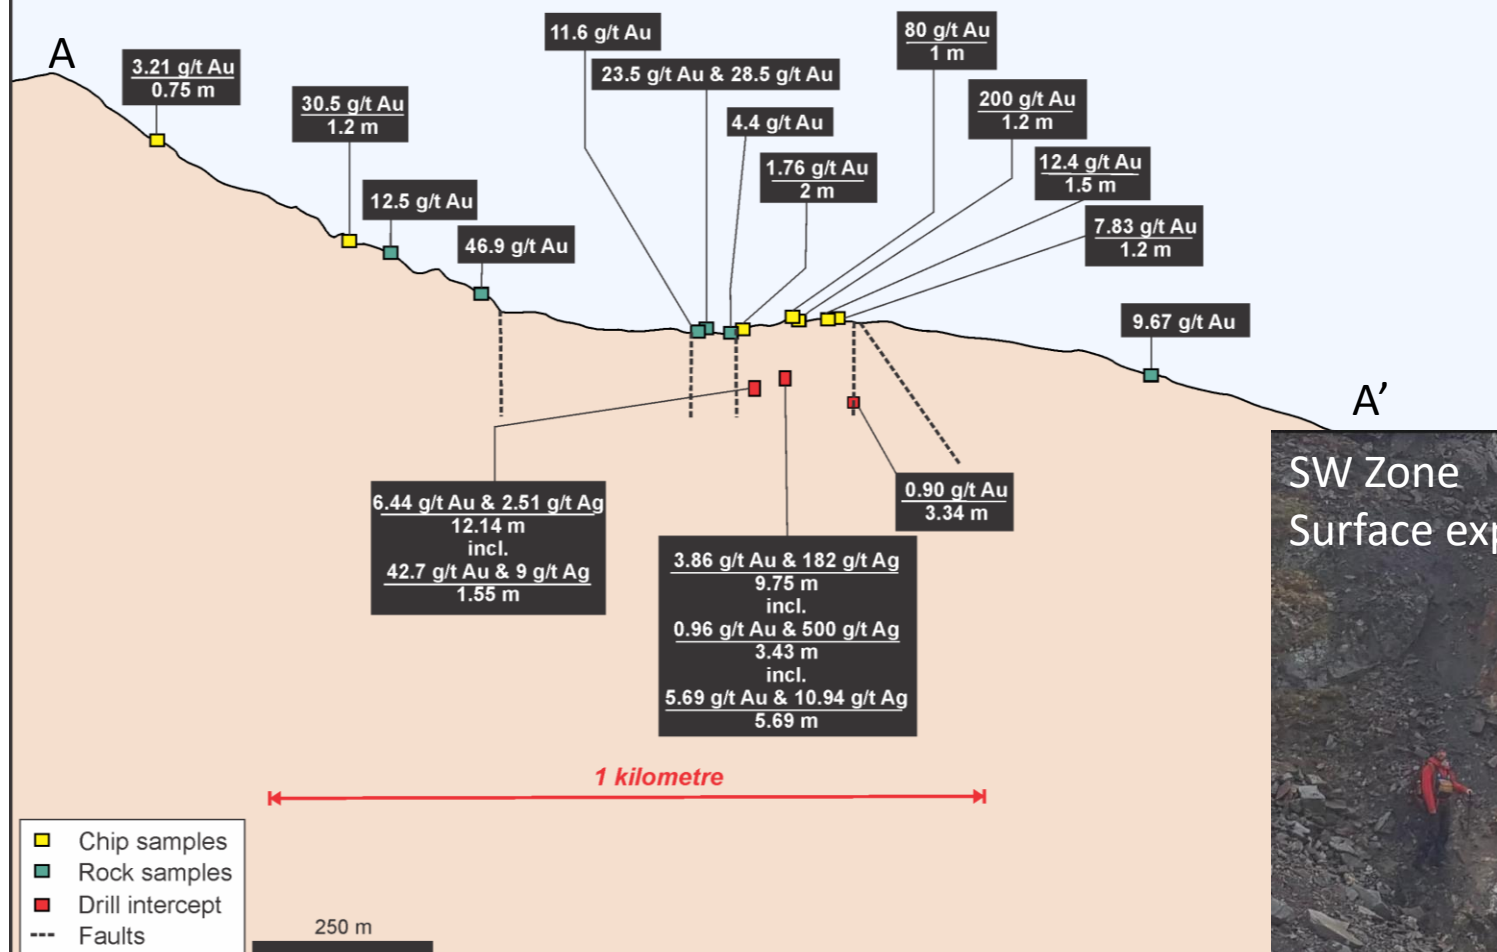 A
3.21 g/t Au
0.75 m
30.5 g/t Au
1.2 m
12.5 g/t Au
46.9 g/t Au
11.6 g/t Au
23.5 g/t Au & 28.5 g/t Au
4.4 g/t Au
1.76 g/t Au
2 m
80 g/t Au
1 m
200 g/t Au
1.2 m
12.4 g/t Au
1.5 m
7.83 g/t Au
1.2 m
9.67 g/t Au
A’
6.44 g/t Au & 2.51 g/t Ag
12.14 m
incl.
42.7 g/t Au & 9 g/t Ag
1.55 m
3.86 g/t Au & 182 g/t Ag
9.75 m
incl.
0.96 g/t Au & 500 g/t Ag
3.43 m
incl.
5.69 g/t Au & 10.94 g/t Ag
5.69 m
0.90 g/t Au
3.34 m
SW Zone
Surface exp
1 kilometre
Chip samples
Rock samples
Drill intercept
Faults
250 m